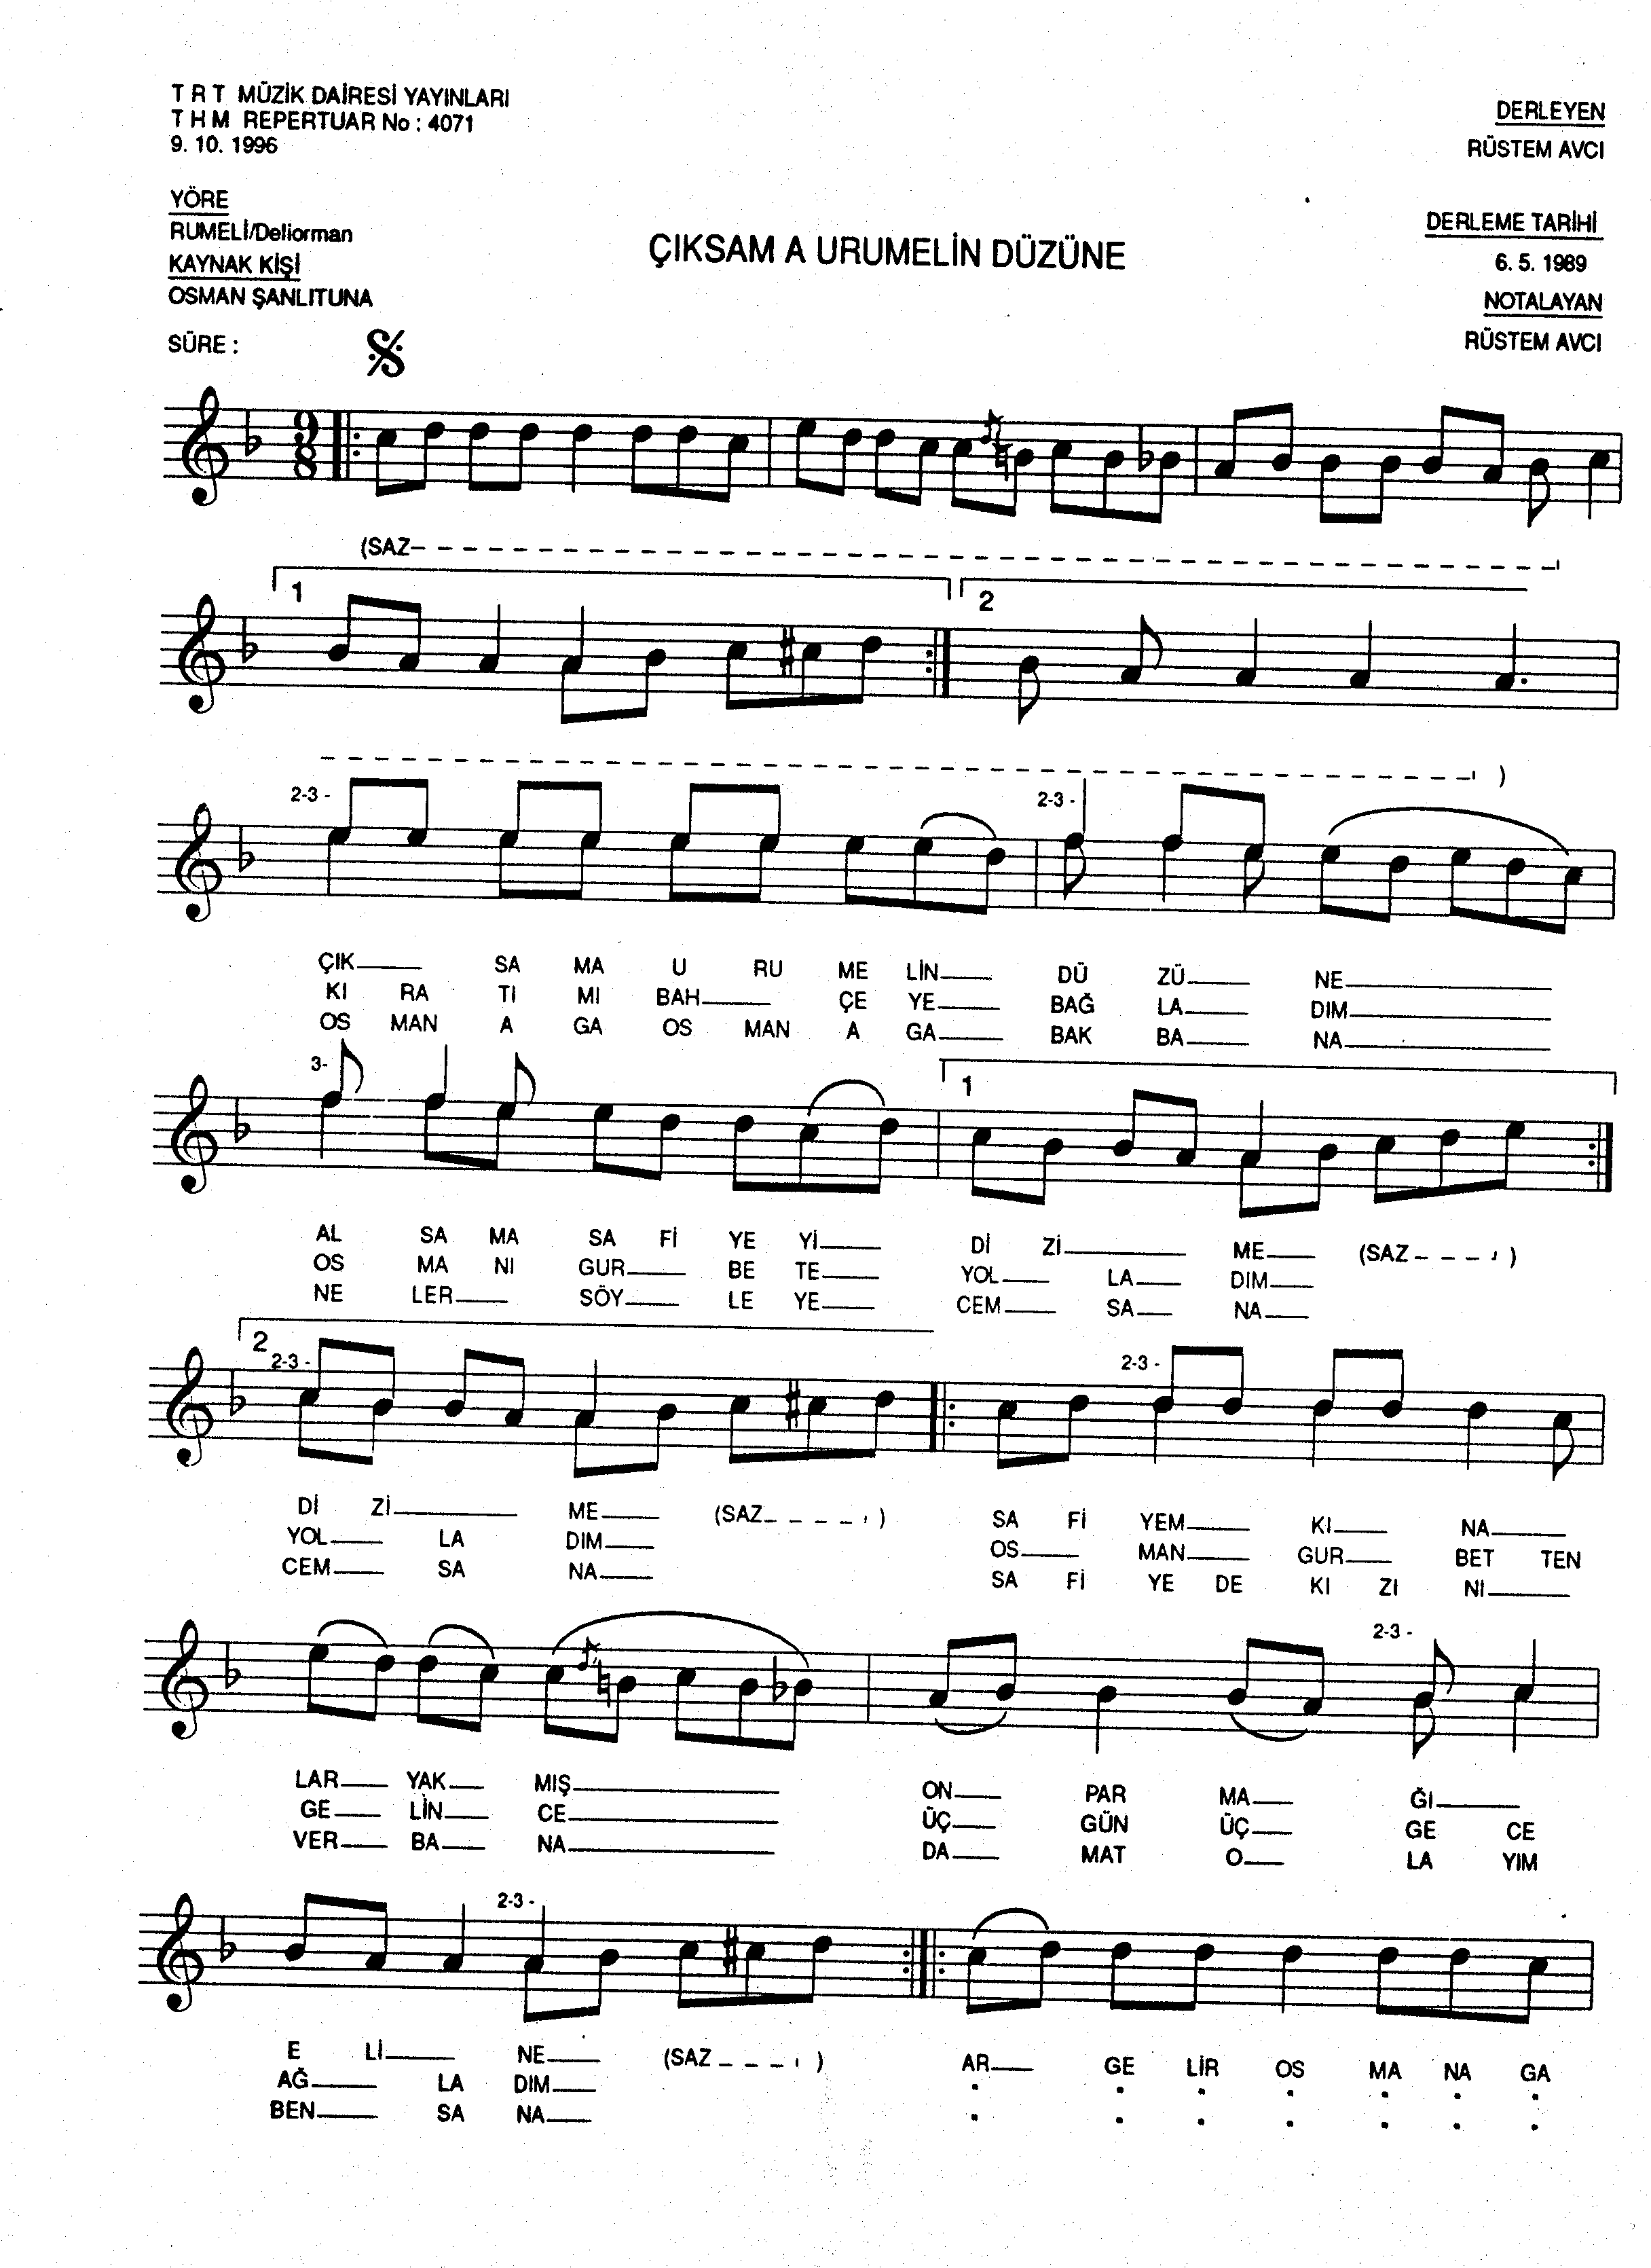 T R T MÜZİK DAİRESİ YAYINLARI
T H M REPERTUAR No : 4071
9. 10. 1996
DERLEYEN
RÜSTEM AVCI
YÖRE
RUMELİ/Deliorman
KAYNAK KİŞİ
OSMAN ŞANLITUNA
SÜRE :
ÇIKSAM A URUMELİN DÜZÜNE
DERLEME TARİHİ
6. 5. 1989
NOTALAYAN
RÜSTEM AVCI
9
8
(SAZ
1
2
)
2-3 -
2-3 -
ÇIK SA MA U RU ME LİN DÜ ZÜ NE
KI RA TI MI BAH ÇE YE BAĞ LA DIM
OS MAN A GA OS MAN A GA BAK BA NA
3-
1
AL SA MA SA Fİ YE Yİ Dİ Zİ ME (SAZ )
OS MA NI GUR BE TE YOL LA DIM
NE LER SÖY LE YE CEM SA NA
2
2-3 -
2-3 -
Dİ Zİ ME (SAZ ) SA Fİ YEM KI NA
YOL LA DIM OS MAN GUR BET TEN
CEM SA NA SA Fİ YE DE KI ZI NI
2-3 -
LAR YAK MIŞ ON PAR MA ĞI
GE LİN CE ÜÇ GÜN ÜÇ GE CE
VER BA NA DA MAT O LA YIM
2-3 -
E Lİ NE (SAZ ) AR GE LİR OS MA NA GA
AĞ LA DIM
BEN SA NA